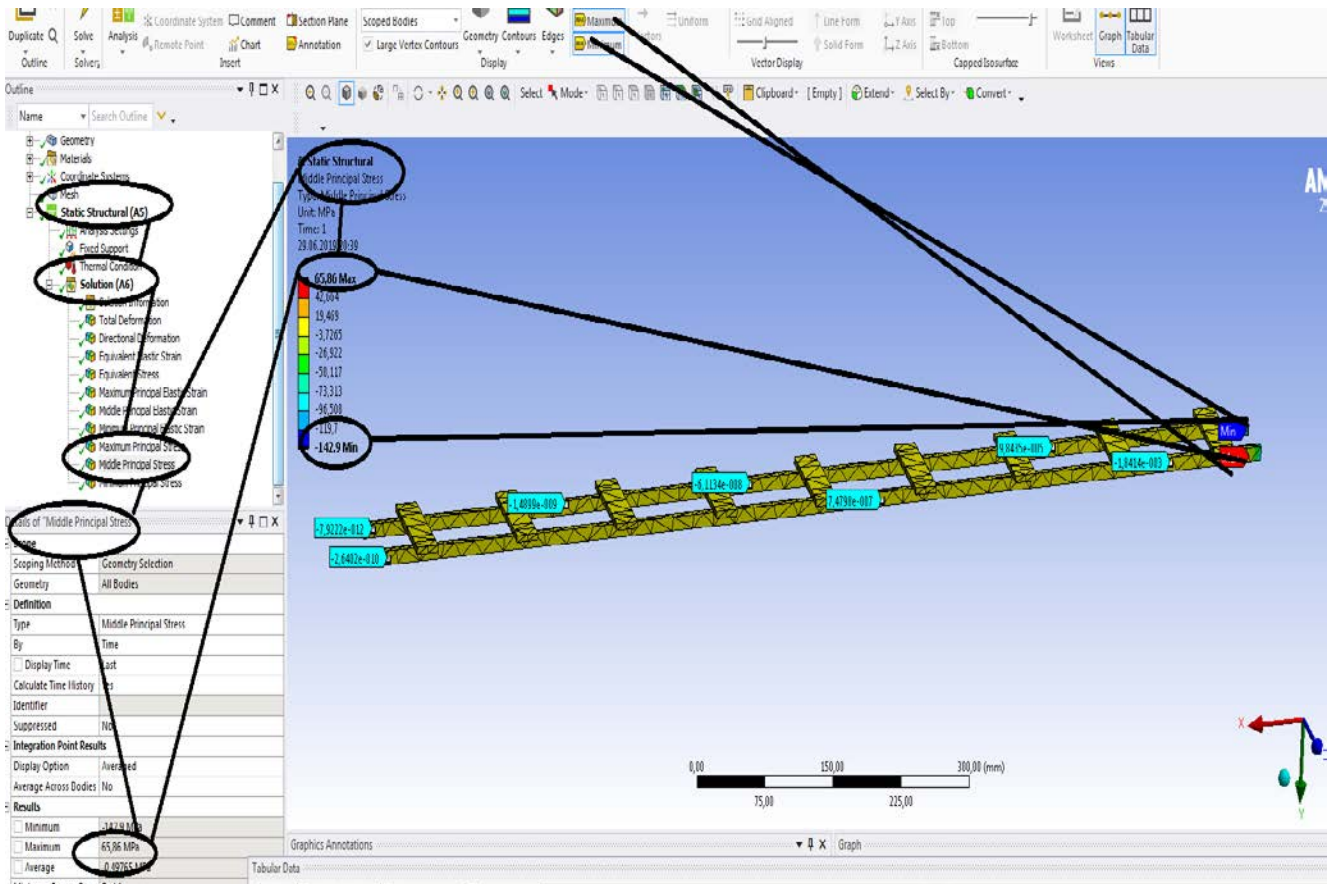 Duplicate
Solve
Analysis
Coordinate System
Comment
Section Plane
Scoped Bodies
Maximum
Uniform
Grid Aligned
Line Form
Y Axis
Top
Remote Point
Chart
Annotation
Large Vertex Contours
Geometry
Contours
Edges
Minimum
Solid Form
Z Axis
Bottom
Worksheet
Graph
Tabular
Data
Outline
Solvers
Insert
Display
Vector Display
Capped Isosurface
Views
Outline
Select
Mode
Clipboard
[Empty]
Extend
Select By
Convert
Name
Search Outline
Geometry
Materials
Coordinate Systems
Mesh
Static Structural (A5)
Analysis Settings
Fixed Support
Thermal Condition
Solution (A6)
Solution Information
Total Deformation
Directional Deformation
Equivalent Elastic Strain
Equivalent Stress
Maximum Principal Elastic Strain
Middle Principal Elastic Strain
Minimum Principal Elastic Strain
Maximum Principal Stress
Middle Principal Stress
Minimum Principal Stress
Details of "Middle Principal Stress"
Scope
Scoping Method Geometry Selection
Geometry All Bodies
Definition
Type Middle Principal Stress
By Time
Display Time Last
Calculate Time History Yes
Identifier
Suppressed No
Integration Point Results
Display Option Averaged
Average Across Bodies No
Results
Minimum -142,9 MPa
Maximum 65,86 MPa
Average
Static Structural
Middle Principal Stress
Type: Middle Principal Stress
Unit: MPa
Time: 1
29.06.2019 20:39
65,86 Max
42,664
19,469
-3,7265
-26,922
-50,117
-73,313
-96,508
-119,7
-142,9 Min
AN
Min
9,8435e-005
-1,8414e-003
-6,1134e-008
7,4798e-007
-1,4889e-009
-7,9222e-012
-2,6482e-010
X
Y
0,00
150,00
300,00 (mm)
75,00
225,00
Graphics Annotations
Graph
Tabular Data